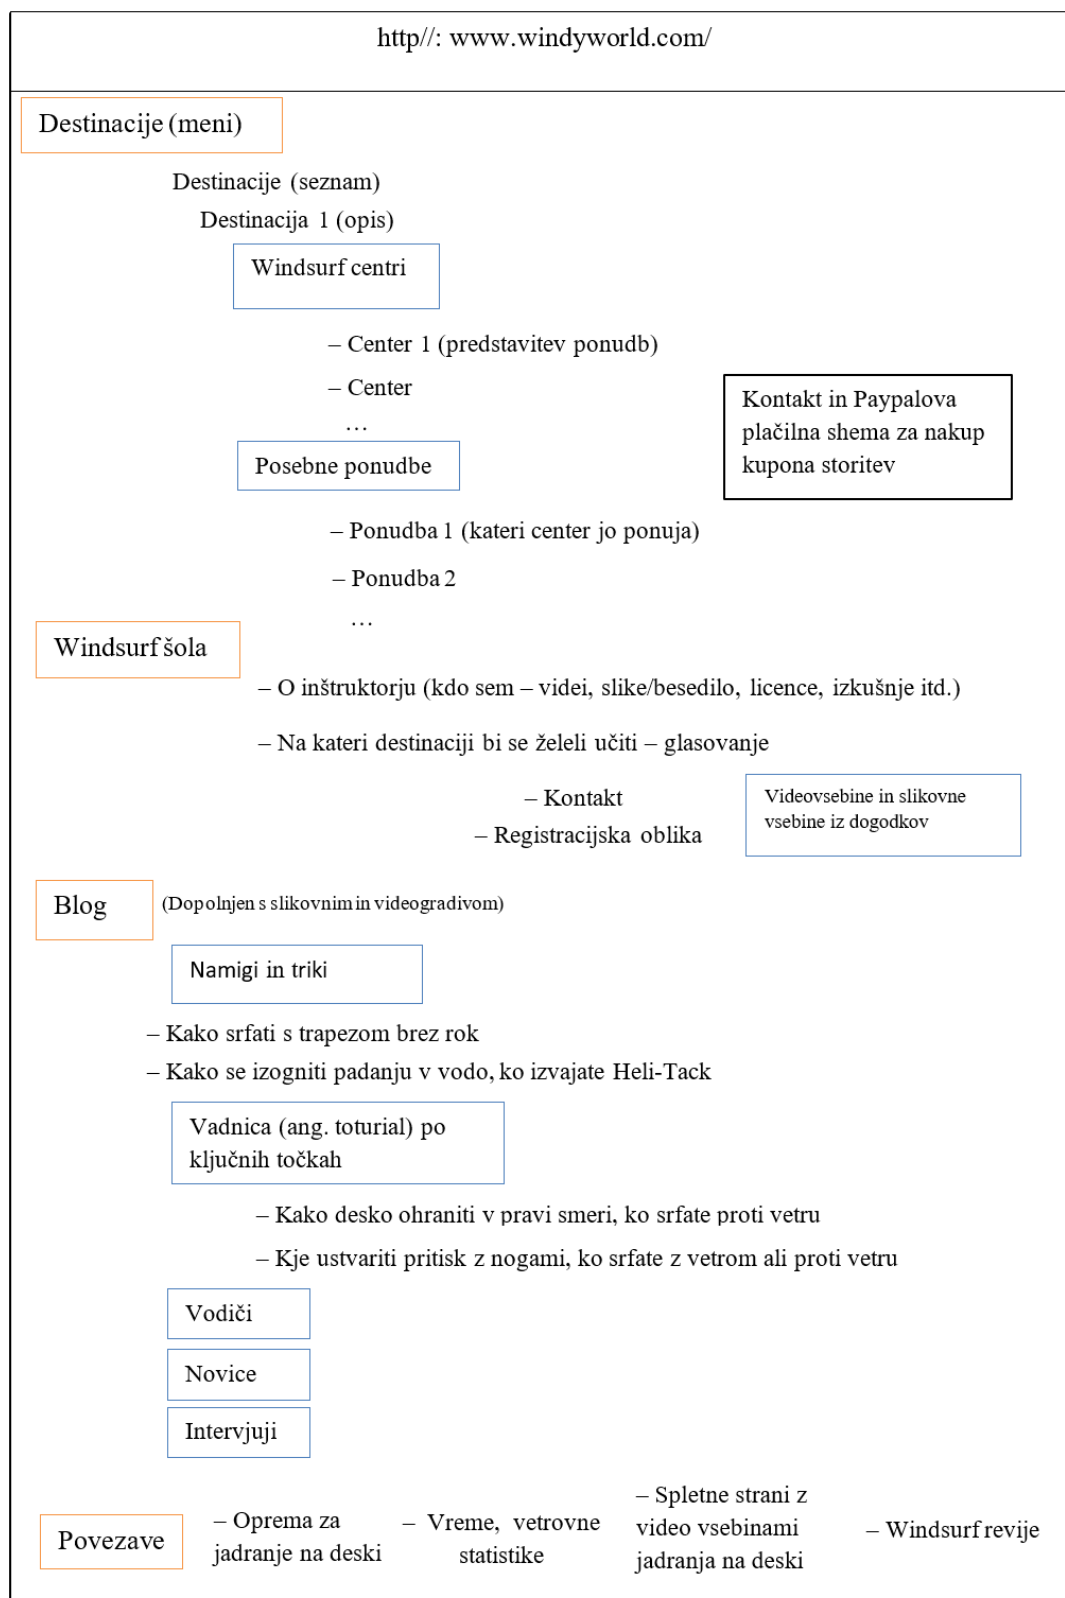 http//: www.windyworld.com/
Destinacije (meni)
Destinacije (seznam)
Destinacija 1 (opis)
Windsurf centri
– Center 1 (predstavitev ponudb)
– Center
…
Kontakt in Paypalova
plačilna shema za nakup
kupona storitev
Posebne ponudbe
– Ponudba 1 (kateri center jo ponuja)
– Ponudba 2
…
Windsurf šola
– O inštruktorju (kdo sem – videi, slike/besedilo, licence, izkušnje itd.)
– Na kateri destinaciji bi se želeli učiti – glasovanje
– Kontakt
– Registracijska oblika
Videovsebine in slikovne
vsebine iz dogodkov
Blog
(Dopolnjen s slikovnim in videogradivom)
Namigi in triki
– Kako srfati s trapezom brez rok
– Kako se izogniti padanju v vodo, ko izvajate Heli-Tack
Vadnica (ang. toturial) po
ključnih točkah
– Kako desko ohraniti v pravi smeri, ko srfate proti vetru
– Kje ustvariti pritisk z nogami, ko srfate z vetrom ali proti vetru
Vodiči
Novice
Intervjuji
Povezave
– Oprema za
jadranje na deski
– Vreme, vetrovne
statistike
– Spletne strani z
video vsebinami
jadranja na deski
– Windsurf revije